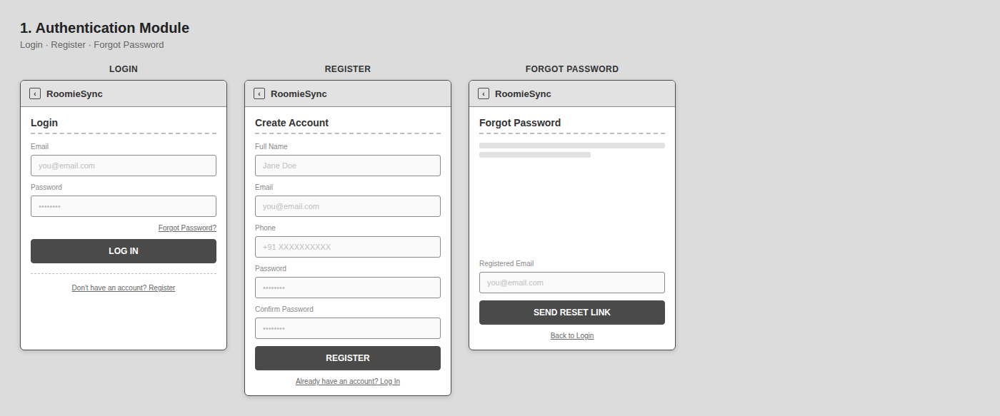 1. Authentication Module
Login · Register · Forgot Password
LOGIN
‹ RoomieSync
Login
Email
you@email.com
Password
••••••••
Forgot Password?
LOG IN
Don't have an account? Register
REGISTER
‹ RoomieSync
Create Account
Full Name
Jane Doe
Email
you@email.com
Phone
+91 XXXXXXXXXX
Password
••••••••
Confirm Password
••••••••
REGISTER
Already have an account? Log In
FORGOT PASSWORD
‹ RoomieSync
Forgot Password
Registered Email
you@email.com
SEND RESET LINK
Back to Login